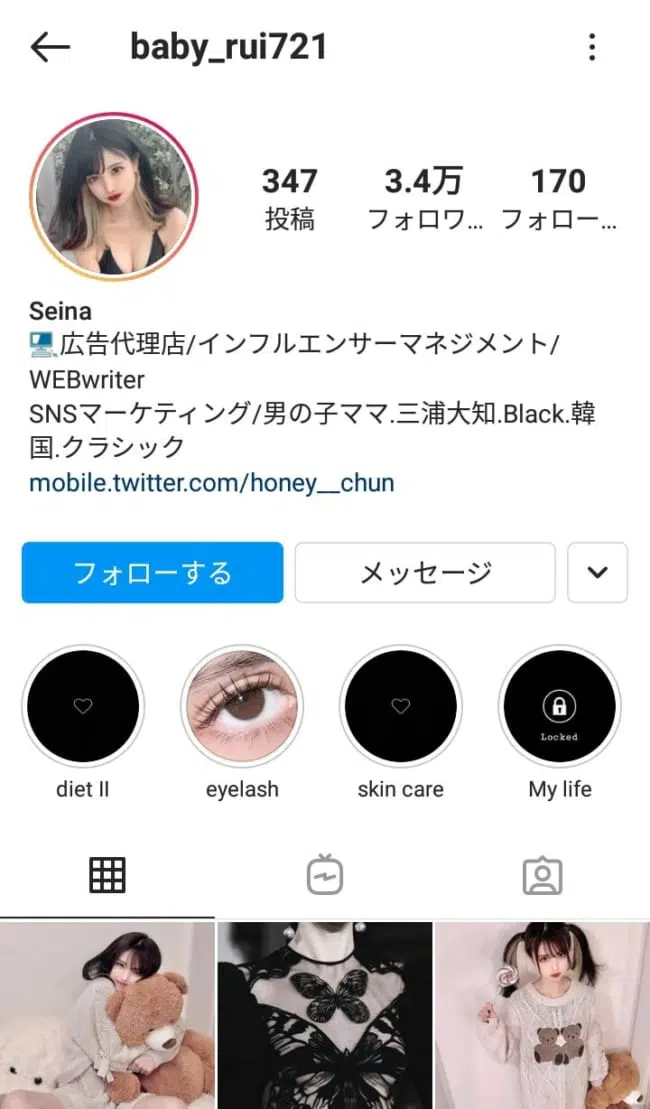 baby_rui721
347
3.4万
170
投稿
フォロワ...
フォロー...
Seina
広告代理店/インフルエンサーマネジメント/
WEBwriter
SNSマーケティング/男の子ママ.三浦大知.Black.韓
国.クラシック
mobile.twitter.com/honey__chun
フォローする
メッセージ
Locked
diet II
eyelash
skin care
My life